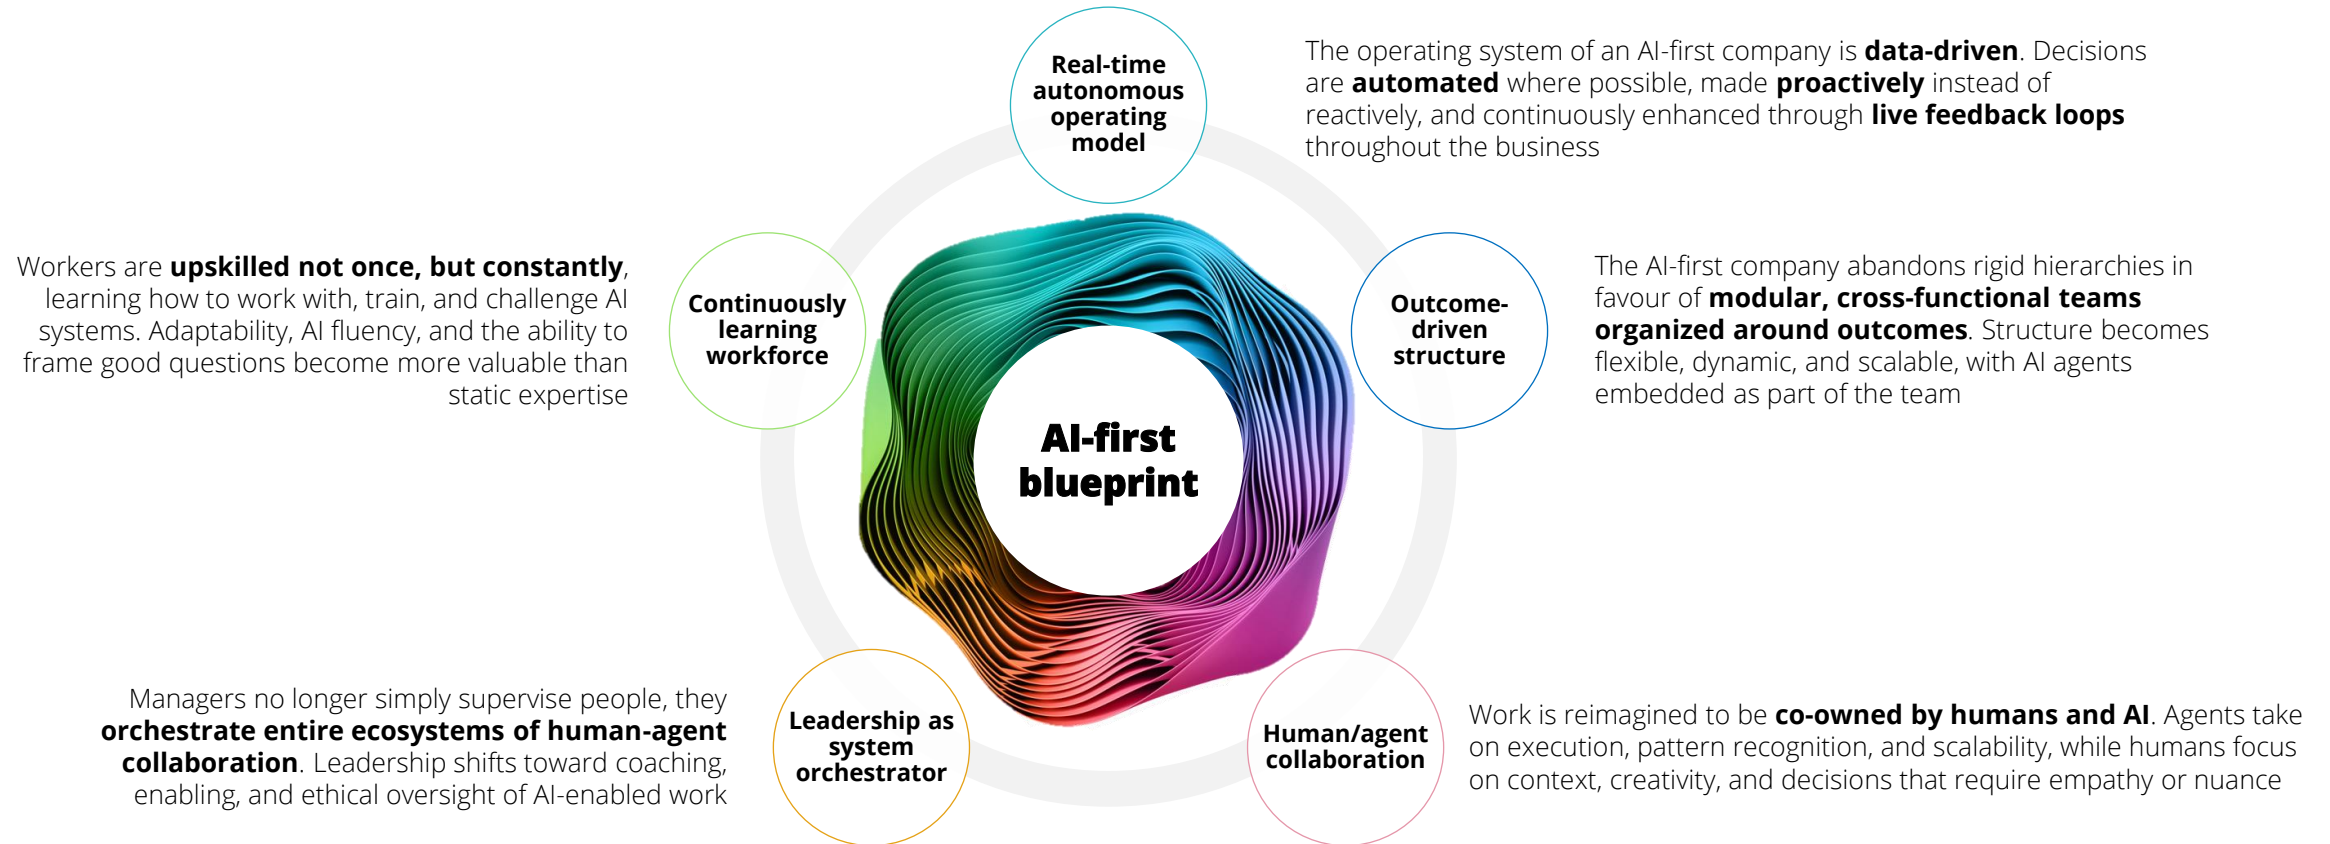 Real-time
autonomous
operating
model
The operating system of an AI-first company is data-driven. Decisions
are automated where possible, made proactively instead of
reactively, and continuously enhanced through live feedback loops
throughout the business
Workers are upskilled not once, but constantly,
learning how to work with, train, and challenge AI
systems. Adaptability, AI fluency, and the ability to
frame good questions become more valuable than
static expertise
Continuously
learning
workforce
Outcome-
driven
structure
The AI-first company abandons rigid hierarchies in
favour of modular, cross-functional teams
organized around outcomes. Structure becomes
flexible, dynamic, and scalable, with AI agents
embedded as part of the team
AI-first
blueprint
Managers no longer simply supervise people, they
orchestrate entire ecosystems of human-agent
collaboration. Leadership shifts toward coaching,
enabling, and ethical oversight of AI-enabled work
Leadership as
system
orchestrator
Human/agent
collaboration
Work is reimagined to be co-owned by humans and AI. Agents take
on execution, pattern recognition, and scalability, while humans focus
on context, creativity, and decisions that require empathy or nuance